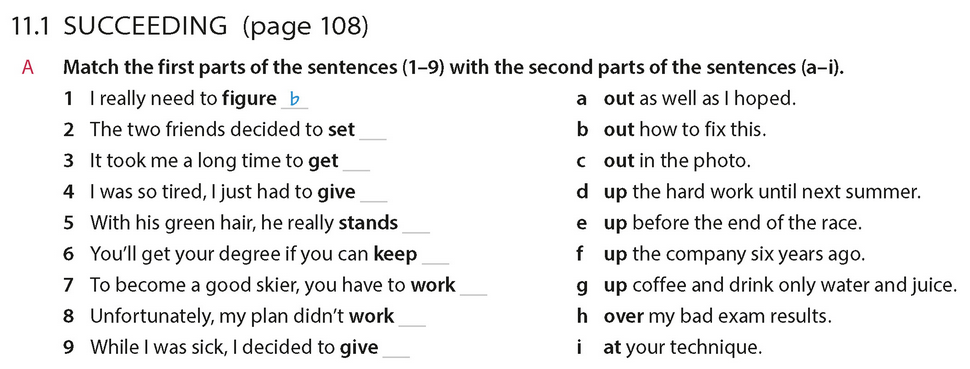 11.1 SUCCEEDING (page 108)
A Match the first parts of the sentences (1–9) with the second parts of the sentences (a–i).
1 I really need to figure b
2 The two friends decided to set ___
3 It took me a long time to get ___
4 I was so tired, I just had to give ___
5 With his green hair, he really stands ___
6 You’ll get your degree if you can keep ___
7 To become a good skier, you have to work ___
8 Unfortunately, my plan didn’t work ___
9 While I was sick, I decided to give ___
a out as well as I hoped.
b out how to fix this.
c out in the photo.
d up the hard work until next summer.
e up before the end of the race.
f up the company six years ago.
g up coffee and drink only water and juice.
h over my bad exam results.
i at your technique.